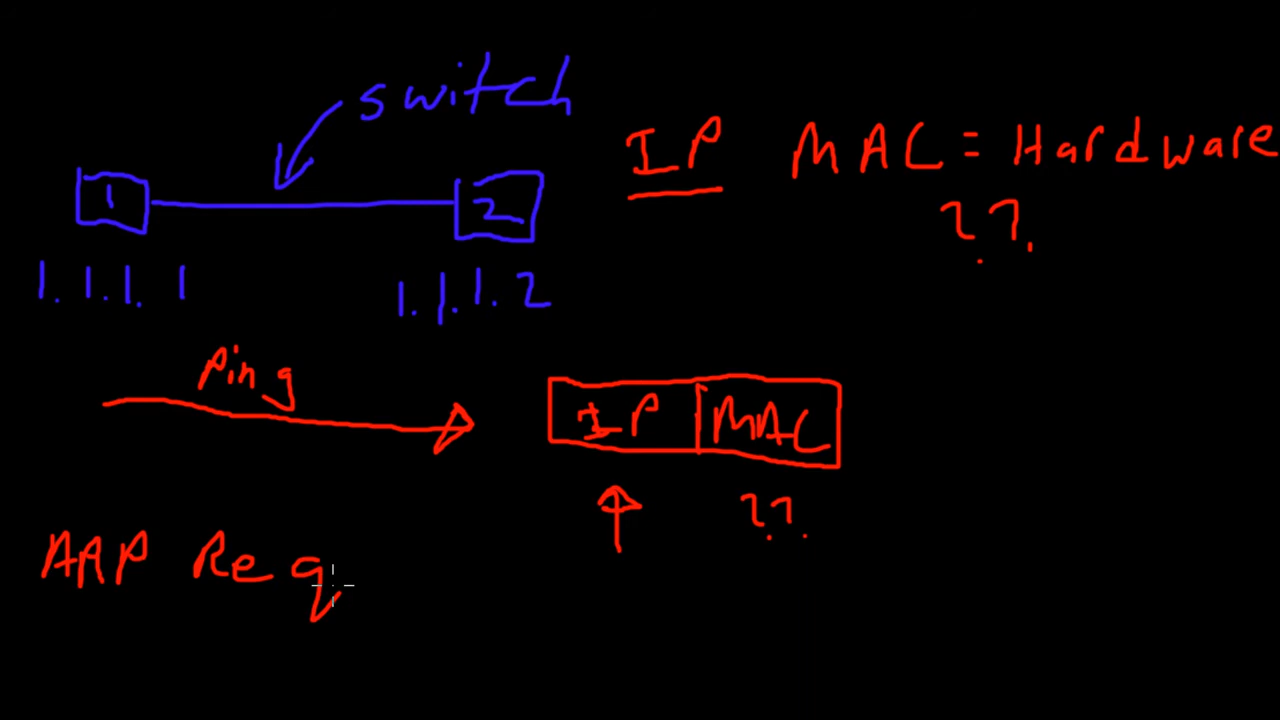 switch
IP MAC = Hardware
??
1 2
1.1.1.1 1.1.1.2
Ping
IP MAC
??
ARP Req